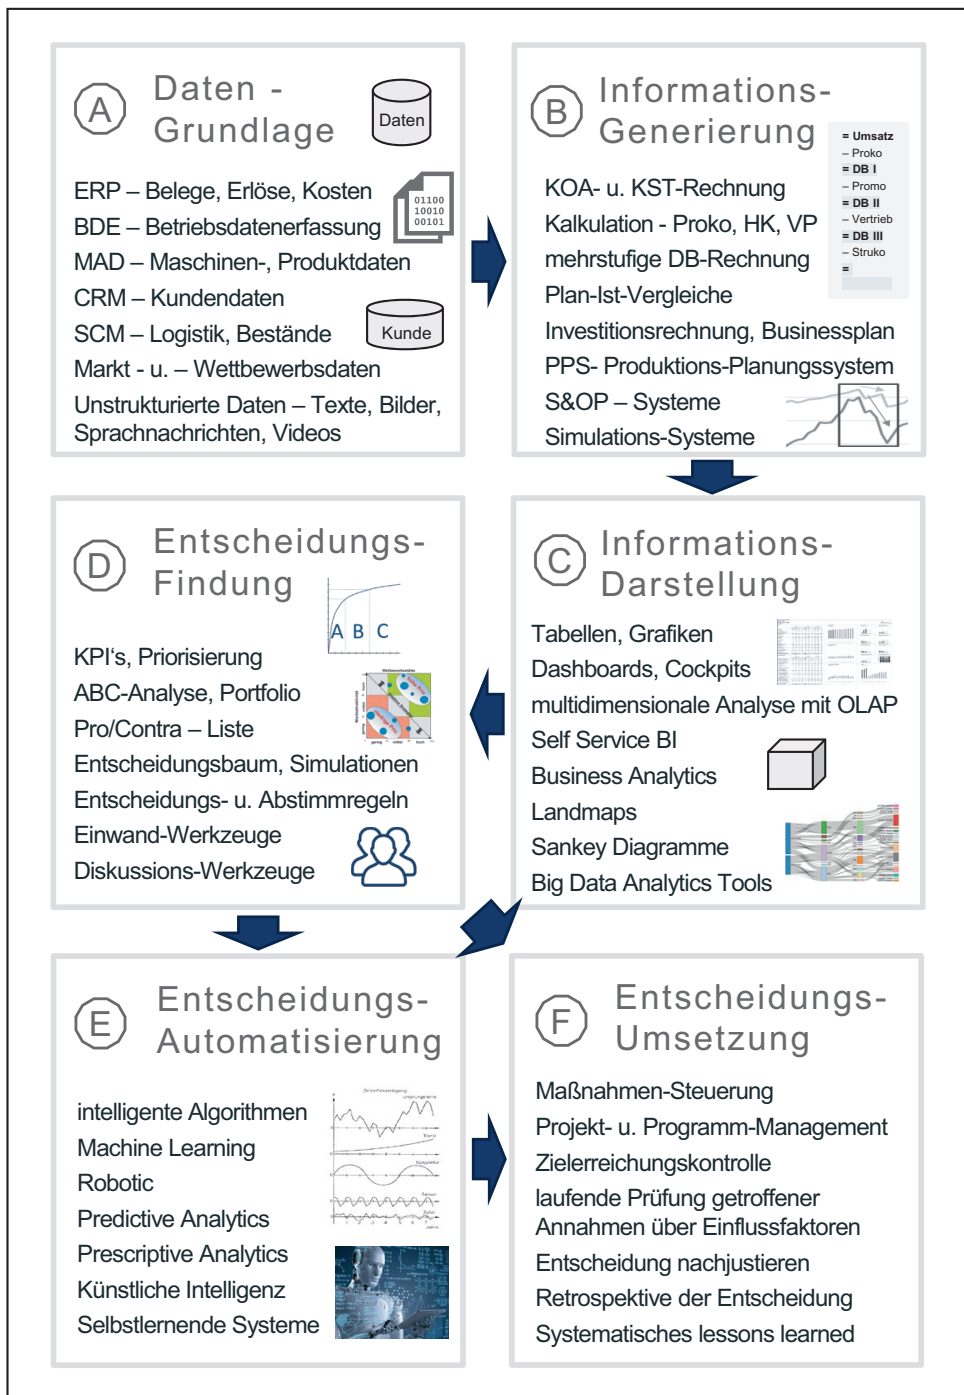 A
Daten -
Grundlage
Daten
ERP – Belege, Erlöse, Kosten
BDE – Betriebsdatenerfassung
01100
10010
00101
MAD – Maschinen-, Produktdaten
CRM – Kundendaten
SCM – Logistik, Bestände
Kunde
Markt - u. – Wettbewerbsdaten
Unstrukturierte Daten – Texte, Bilder,
Sprachnachrichten, Videos
B
Informations-
Generierung
= Umsatz
– Proko
= DB I
– Promo
= DB II
– Vertrieb
= DB III
– Struko
=
KOA- u. KST-Rechnung
Kalkulation - Proko, HK, VP
mehrstufige DB-Rechnung
Plan-Ist-Vergleiche
Investitionsrechnung, Businessplan
PPS- Produktions-Planungssystem
S&OP – Systeme
Simulations-Systeme
C
Informations-
Darstellung
Tabellen, Grafiken
Dashboards, Cockpits
multidimensionale Analyse mit OLAP
Self Service BI
Business Analytics
Landmaps
Sankey Diagramme
Big Data Analytics Tools
D
Entscheidungs-
Findung
A B C
KPI‘s, Priorisierung
ABC-Analyse, Portfolio
Pro/Contra – Liste
Entscheidungsbaum, Simulationen
Entscheidungs- u. Abstimmregeln
Einwand-Werkzeuge
Diskussions-Werkzeuge
E
Entscheidungs-
Automatisierung
intelligente Algorithmen
Machine Learning
Robotic
Predictive Analytics
Prescriptive Analytics
Künstliche Intelligenz
Selbstlernende Systeme
F
Entscheidungs-
Umsetzung
Maßnahmen-Steuerung
Projekt- u. Programm-Management
Zielerreichungskontrolle
laufende Prüfung getroffener
Annahmen über Einflussfaktoren
Entscheidung nachjustieren
Retrospektive der Entscheidung
Systematisches lessons learned